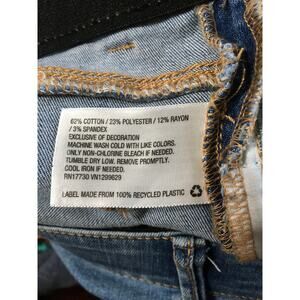 62% COTTON / 23% POLYESTER / 12% RAYON
/ 3% SPANDEX
EXCLUSIVE OF DECORATION
MACHINE WASH COLD WITH LIKE COLORS.
ONLY NON-CHLORINE BLEACH IF NEEDED.
TUMBLE DRY LOW. REMOVE PROMPTLY.
COOL IRON IF NEEDED.
RN17730 VN1299629
LABEL MADE FROM 100% RECYCLED PLASTIC